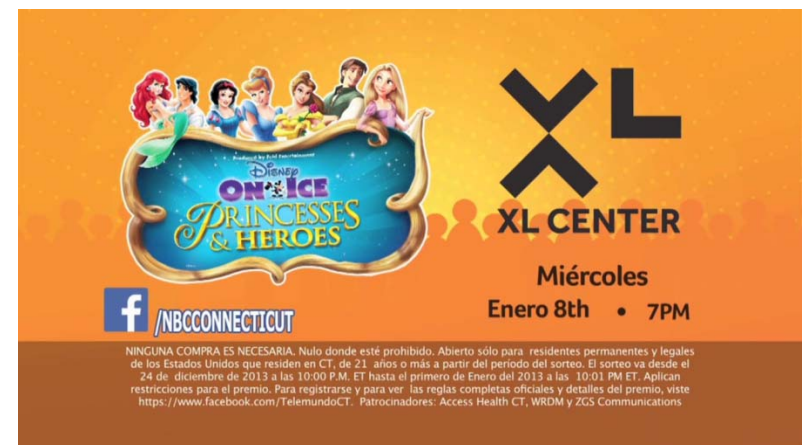 Produced by Feld Entertainment
Disney
ON ICE
PRINCESSES
& HEROES
XL
XL CENTER
Miércoles
Enero 8th • 7PM
f /NBCCONNECTICUT
NINGUNA COMPRA ES NECESARIA. Nulo donde esté prohibido. Abierto sólo para residentes permanentes y legales
de los Estados Unidos que residen en CT, de 21 años o más a partir del periodo del sorteo. El sorteo va desde el
24 de diciembre de 2013 a las 10:00 P.M. ET hasta el primero de Enero del 2013 a las 10:01 PM ET. Aplican
restricciones para el premio. Para registrarse y para ver las reglas completas oficiales y detalles del premio, viste
https://www.facebook.com/TelemundoCT. Patrocinadores: Access Health CT, WRDM y ZGS Communications